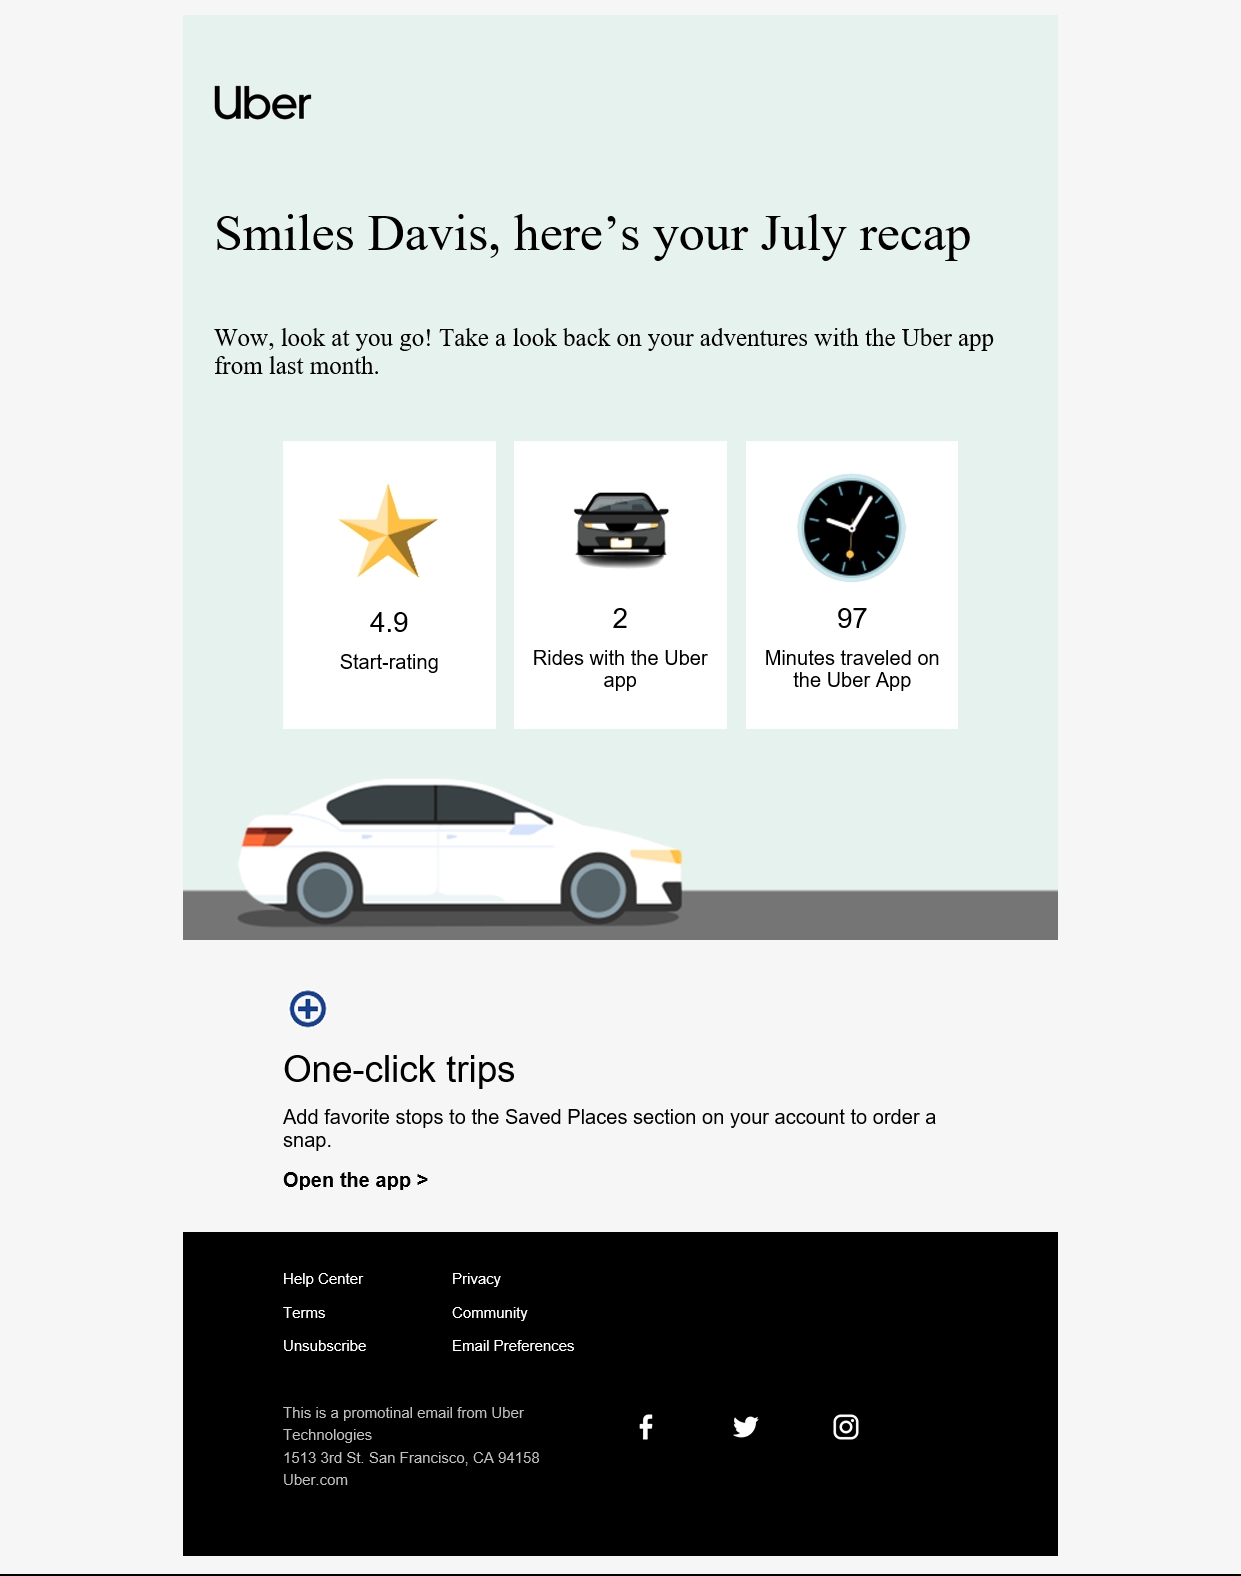 Uber
Smiles Davis, here’s your July recap
Wow, look at you go! Take a look back on your adventures with the Uber app
from last month.
4.9
Start-rating
2
Rides with the Uber
app
97
Minutes traveled on
the Uber App
One-click trips
Add favorite stops to the Saved Places section on your account to order a
snap.
Open the app >
Help Center
Privacy
Terms
Community
Unsubscribe
Email Preferences
This is a promotinal email from Uber
Technologies
1513 3rd St. San Francisco, CA 94158
Uber.com